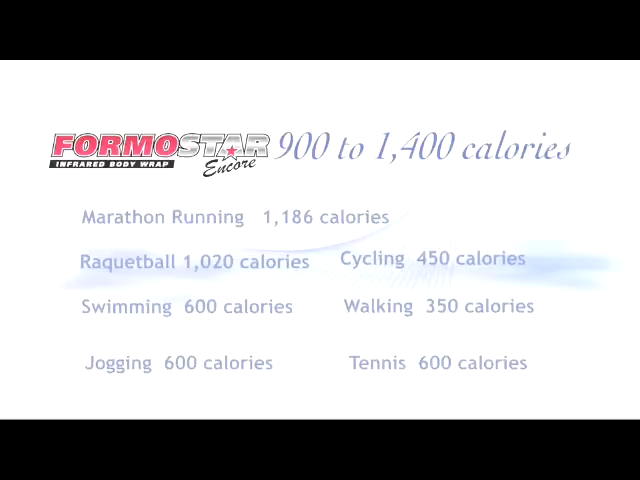 FORMOSTAR 900 to 1,400 calories
INFRARED BODY WRAP Encore
Marathon Running 1,186 calories
Raquetball 1,020 calories Cycling 450 calories
Swimming 600 calories Walking 350 calories
Jogging 600 calories Tennis 600 calories